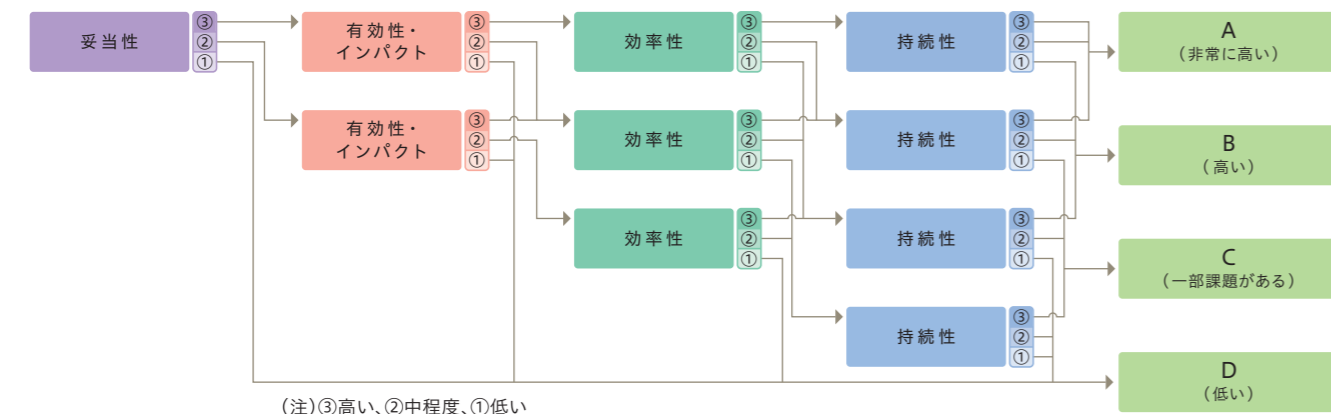 妥当性
③
②
①
有効性・
インパクト
③
②
①
有効性・
インパクト
③
②
①
効率性
③
②
①
効率性
③
②
①
効率性
③
②
①
持続性
③
②
①
持続性
③
②
①
持続性
③
②
①
持続性
③
②
①
A
（非常に高い）
B
（高い）
C
（一部課題がある）
D
（低い）
（注）③高い、②中程度、①低い